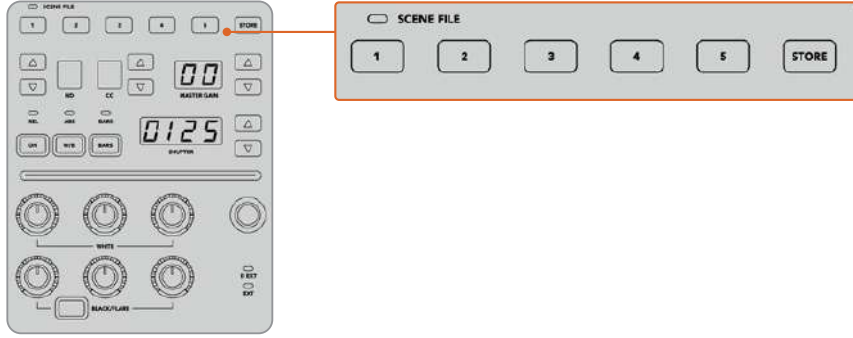 SCENE FILE
1 2 3 4 5 STORE
ND CC MASTER GAIN
00
REL ABS BARS
W/B BARS
0125
SHUTTER
WHITE
BLACK/FLARE
D EXT
EXT
SCENE FILE
1 2 3 4 5 STORE